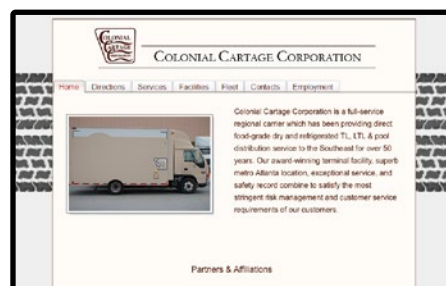 COLONIAL
CARTAGE
COLONIAL CARTAGE CORPORATION
Home Directions Services Facilities Fleet Contacts Employment
Colonial Cartage Corporation is a full-service
regional carrier which has been providing direct
food-grade dry and refrigerated TL, LTL & pool
distribution service to the Southeast for over 50
years. Our award-winning terminal facility, superb
metro Atlanta location, exceptional service, and
safety record combine to satisfy the most
stringent risk management and customer service
requirements of our customers.
Partners & Affiliations